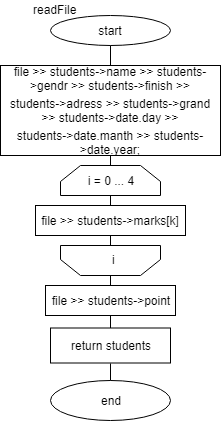 readFile
start
file >> students->name >> students-
>gendr >> students->finish >>
students->adress >> students->grand
>> students->date.day >>
students->date.manth >> students-
>date.year;
i = 0 ... 4
file >> students->marks[k]
i
file >> students->point
return students
end